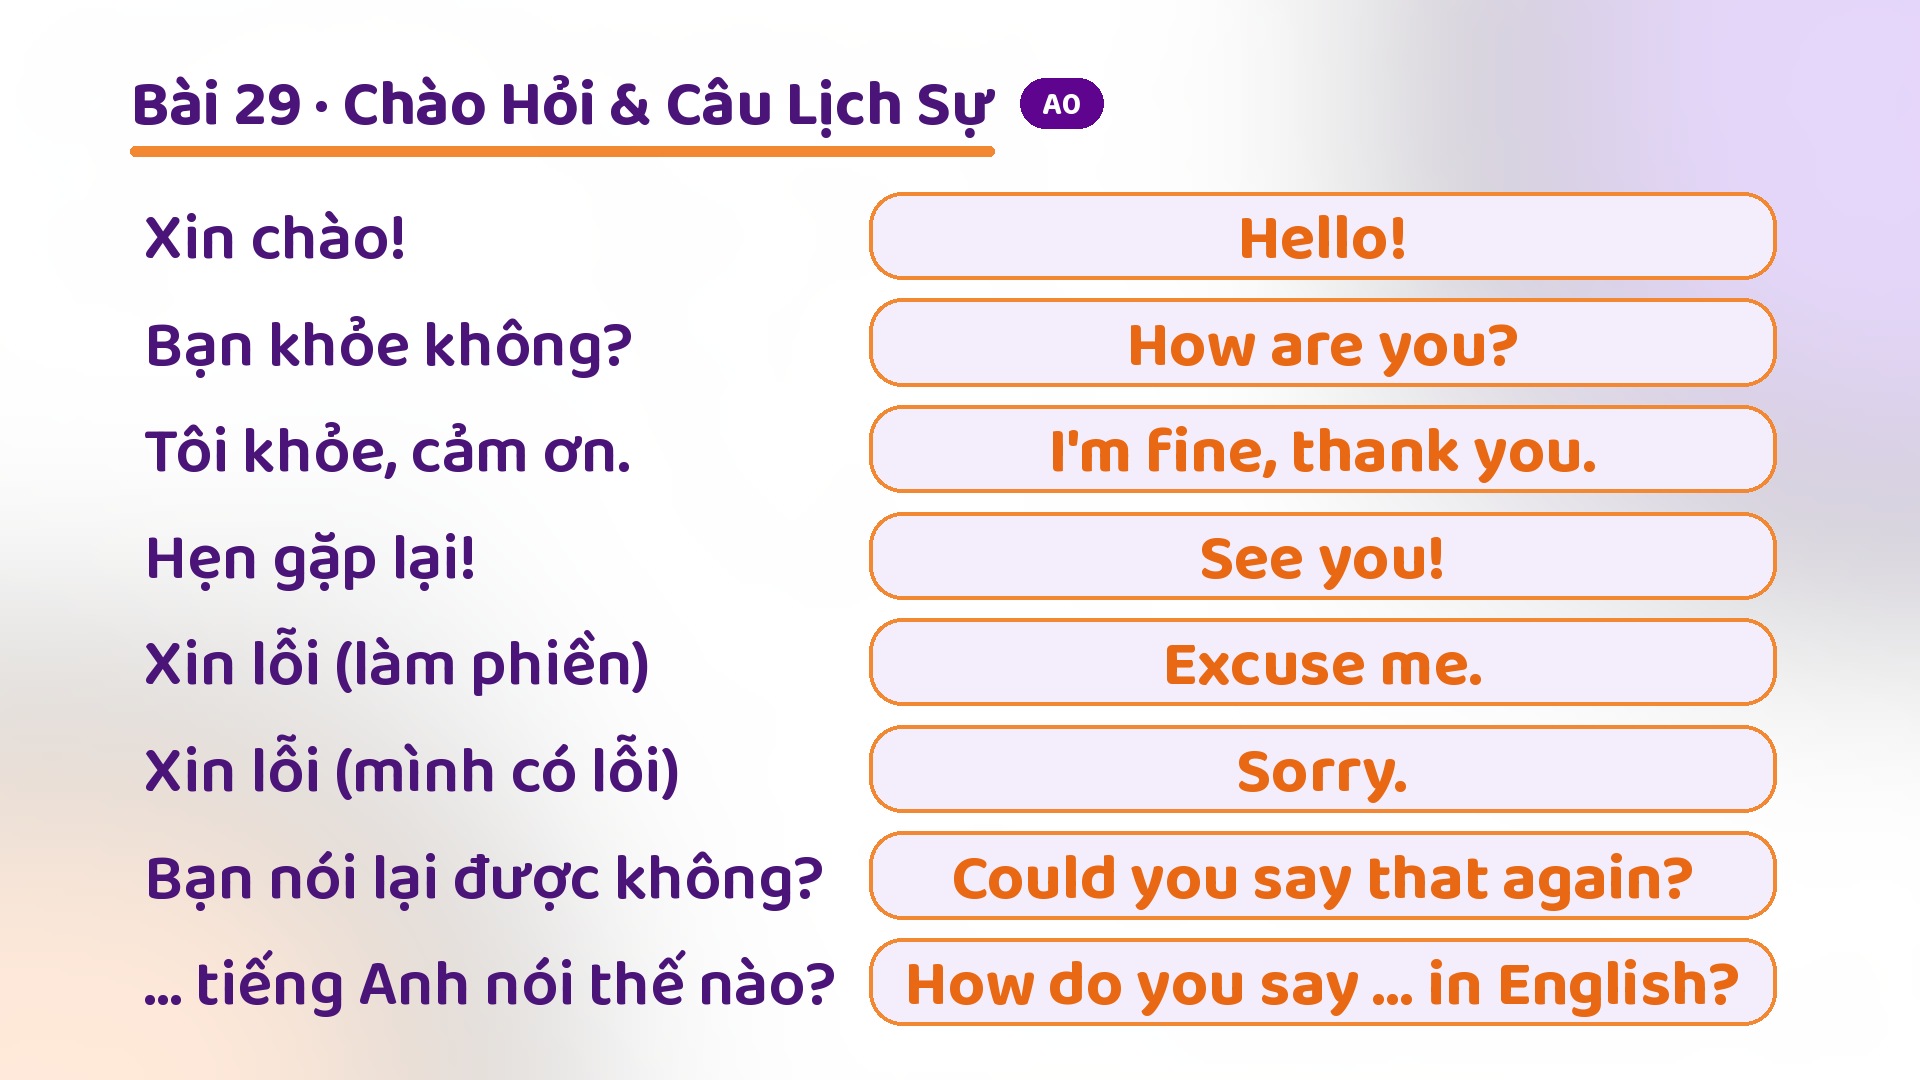 Bài 29 · Chào Hỏi & Câu Lịch Sự A0
Xin chào! Hello!
Bạn khỏe không? How are you?
Tôi khỏe, cảm ơn. I'm fine, thank you.
Hẹn gặp lại! See you!
Xin lỗi (làm phiền) Excuse me.
Xin lỗi (mình có lỗi) Sorry.
Bạn nói lại được không? Could you say that again?
... tiếng Anh nói thế nào? How do you say ... in English?